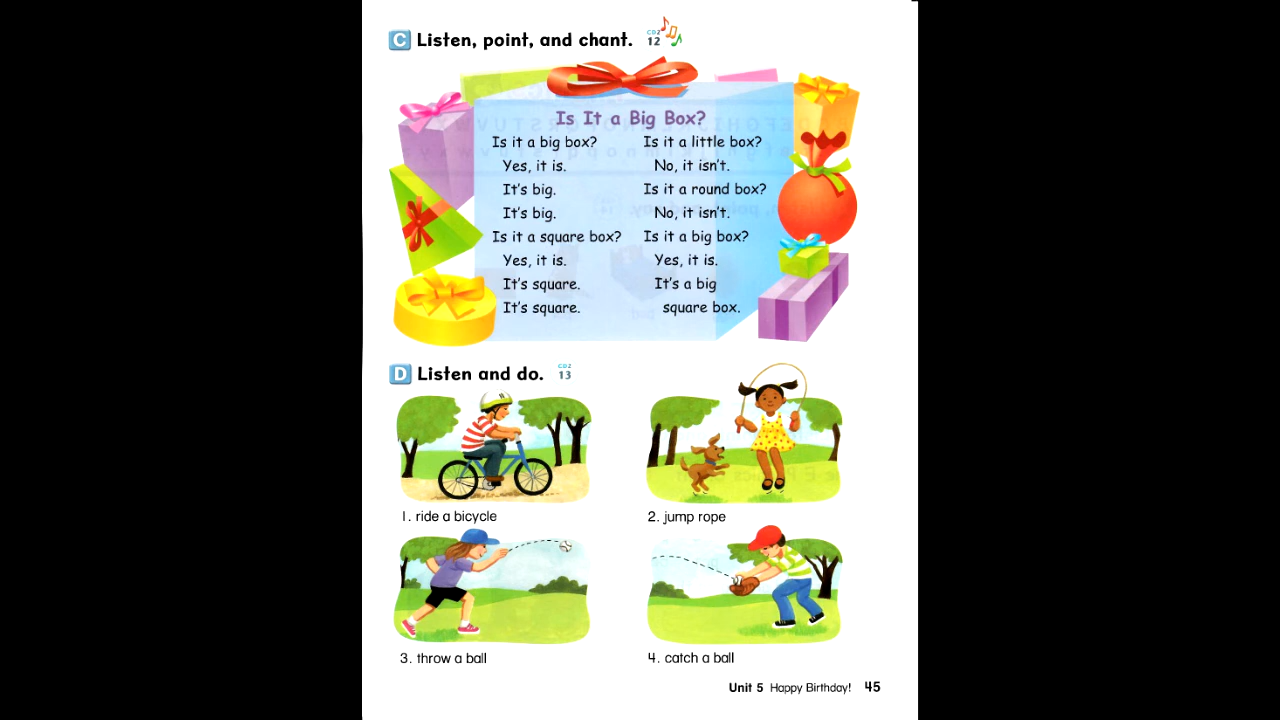 C Listen, point, and chant. CD2 12
Is It a Big Box?
Is it a big box?
Yes, it is.
It's big.
It's big.
Is it a square box?
Yes, it is.
It's square.
It's square.
Is it a little box?
No, it isn't.
Is it a round box?
No, it isn't.
Is it a big box?
Yes, it is.
It's a big
square box.
D Listen and do. CD2 13
1. ride a bicycle
2. jump rope
3. throw a ball
4. catch a ball
Unit 5 Happy Birthday! 45